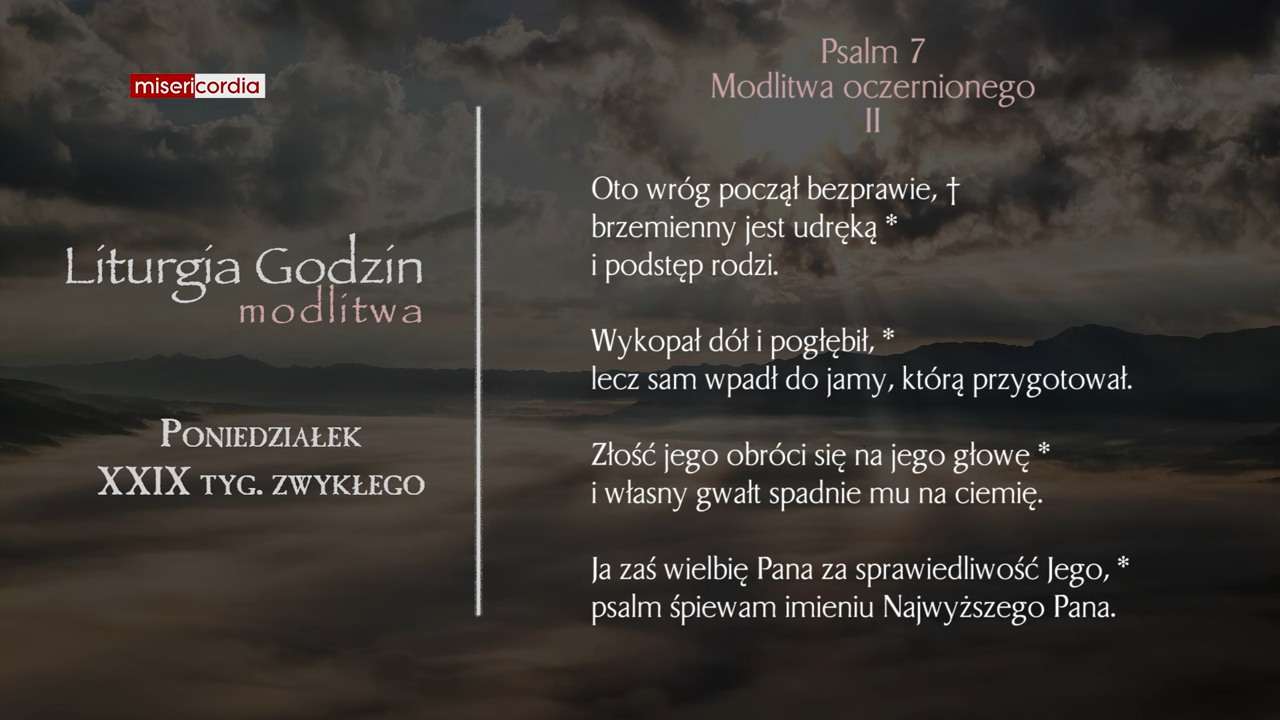 misericordia
Liturgia Godzin
modlitwa
Poniedziałek
XXIX tyg. zwykłego
Psalm 7
Modlitwa oczernionego
II
Oto wróg począł bezprawie, †
brzemienny jest udręką *
i podstęp rodzi.
Wykopał dół i pogłębił, *
lecz sam wpadł do jamy, którą przygotował.
Złość jego obróci się na jego głowę *
i własny gwałt spadnie mu na ciemię.
Ja zaś wielbię Pana za sprawiedliwość Jego, *
psalm śpiewam imieniu Najwyższego Pana.